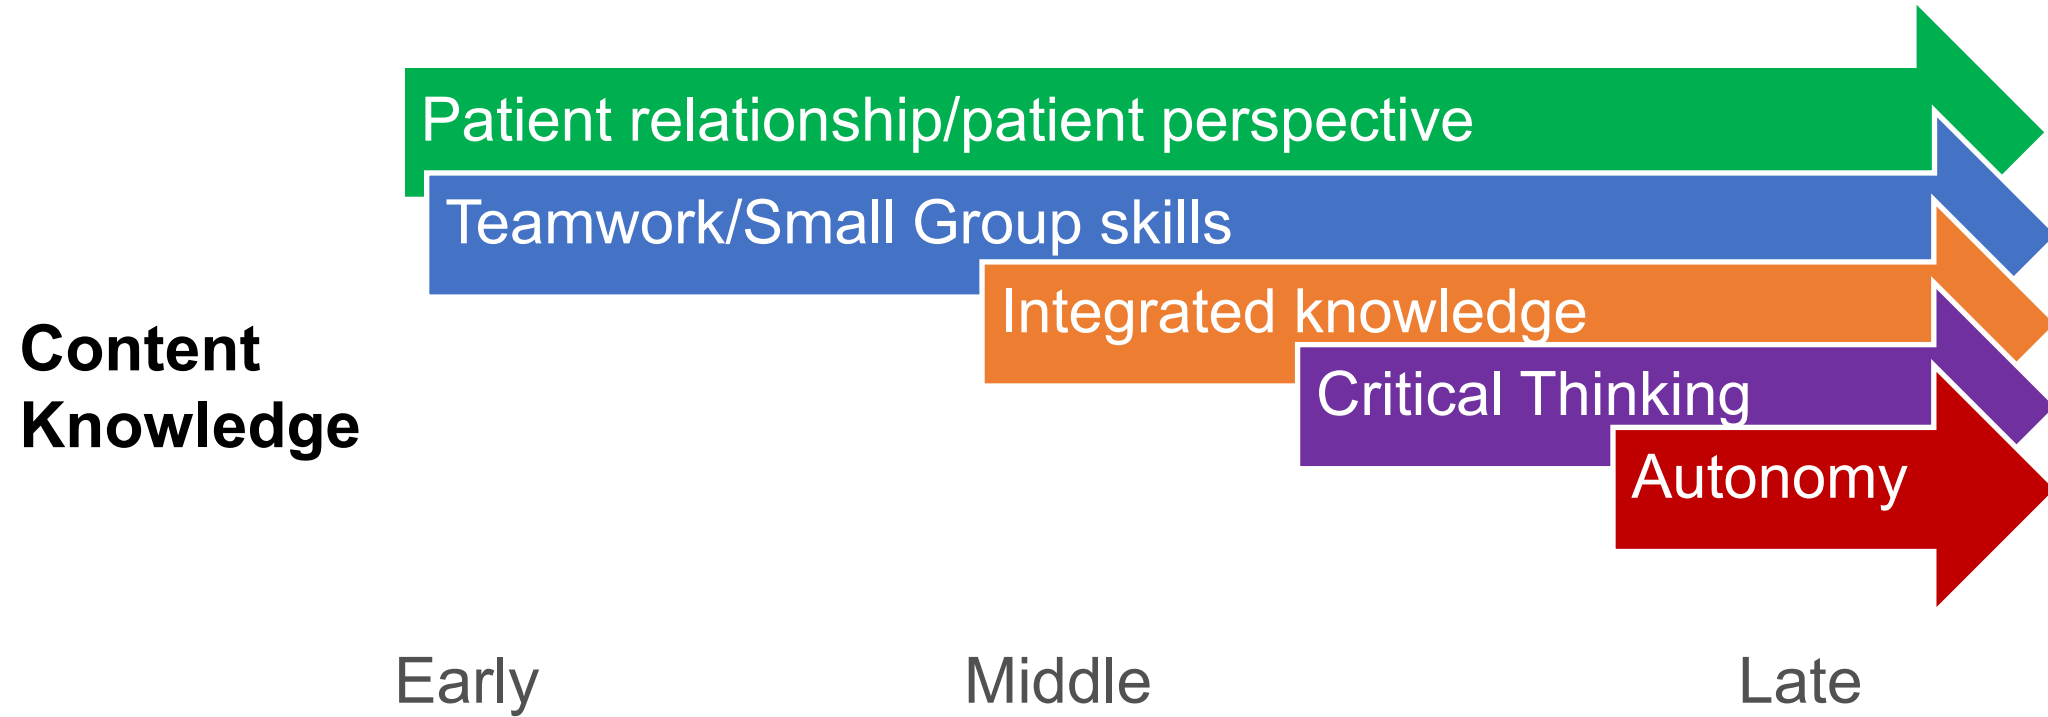 Patient relationship/patient perspective
Teamwork/Small Group skills
Integrated knowledge
Content
Knowledge
Critical Thinking
Autonomy
Early
Middle
Late